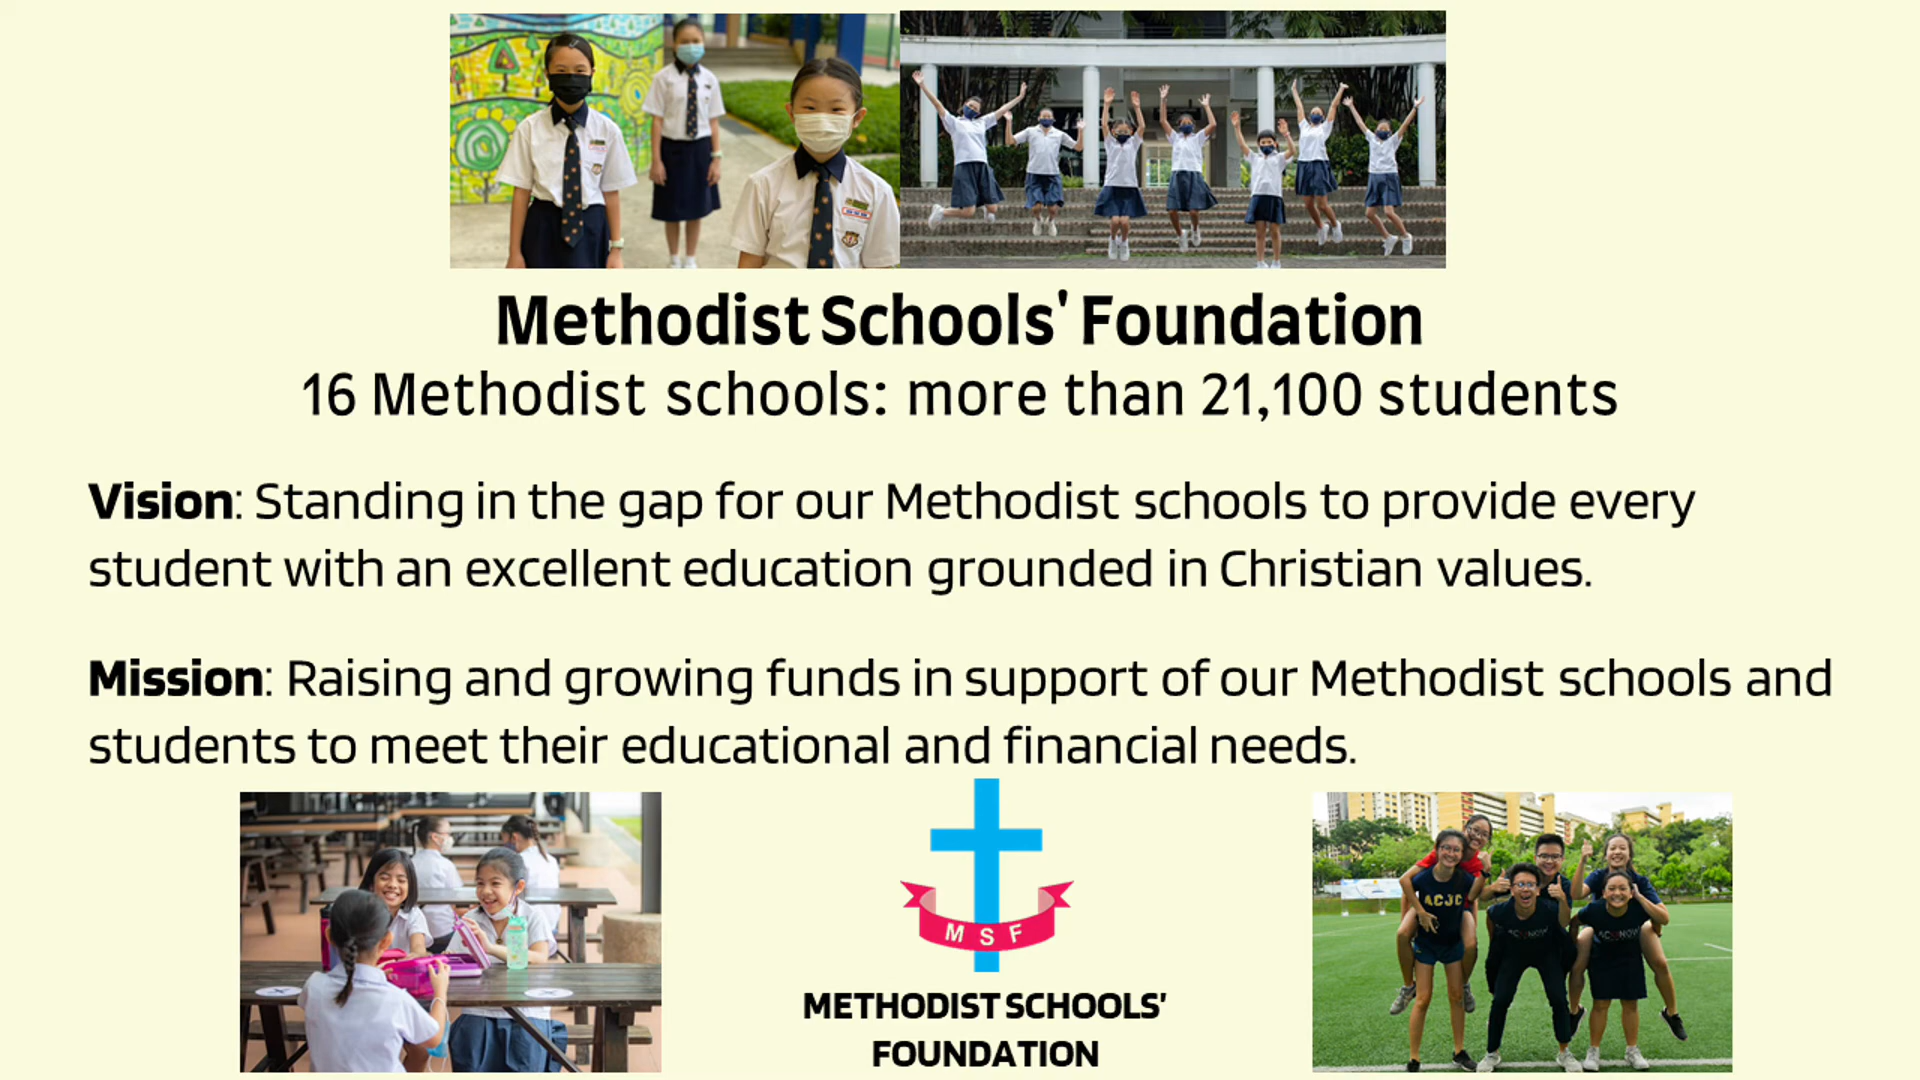 Methodist Schools' Foundation
16 Methodist schools: more than 21,100 students
Vision: Standing in the gap for our Methodist schools to provide every
student with an excellent education grounded in Christian values.
Mission: Raising and growing funds in support of our Methodist schools and
students to meet their educational and financial needs.
M S F
METHODIST SCHOOLS'
FOUNDATION
ACJC